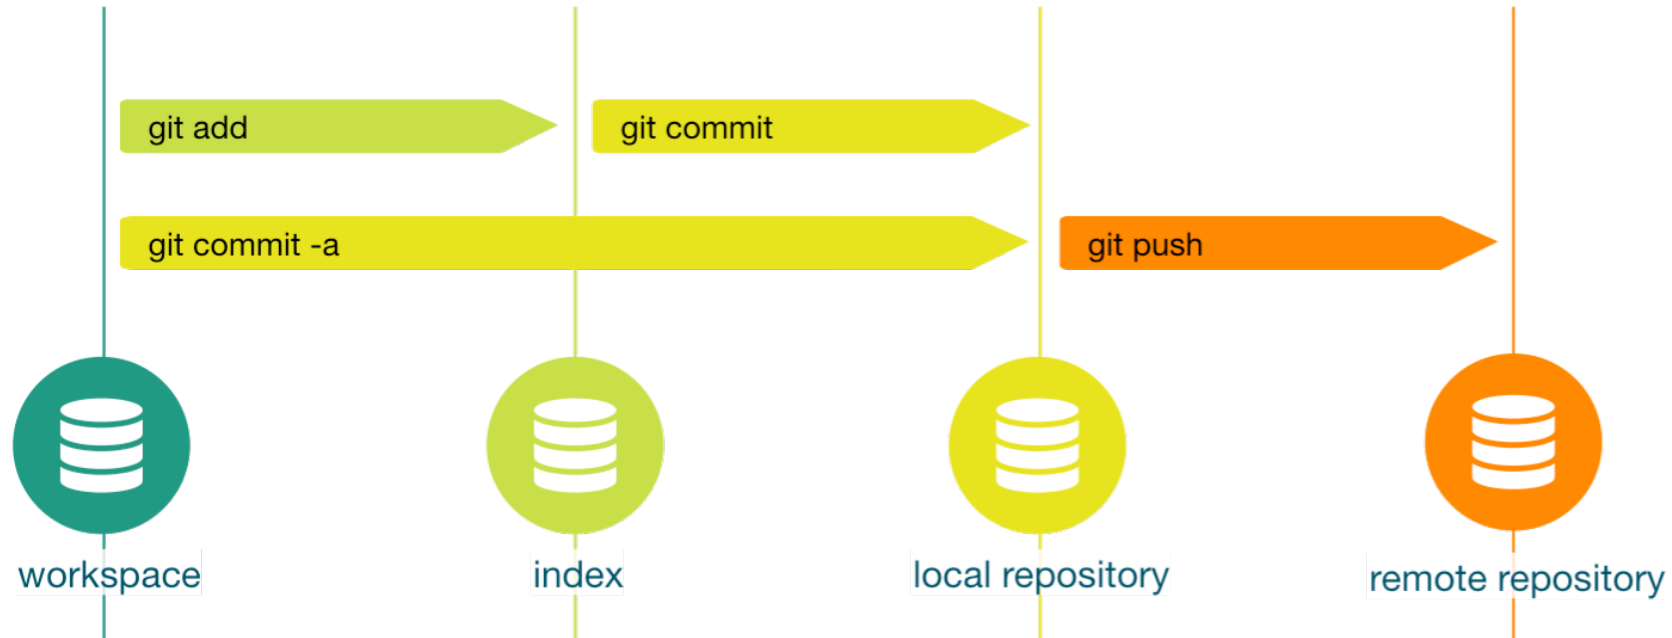 git add
git commit
git commit -a
git push
workspace
index
local repository
remote repository